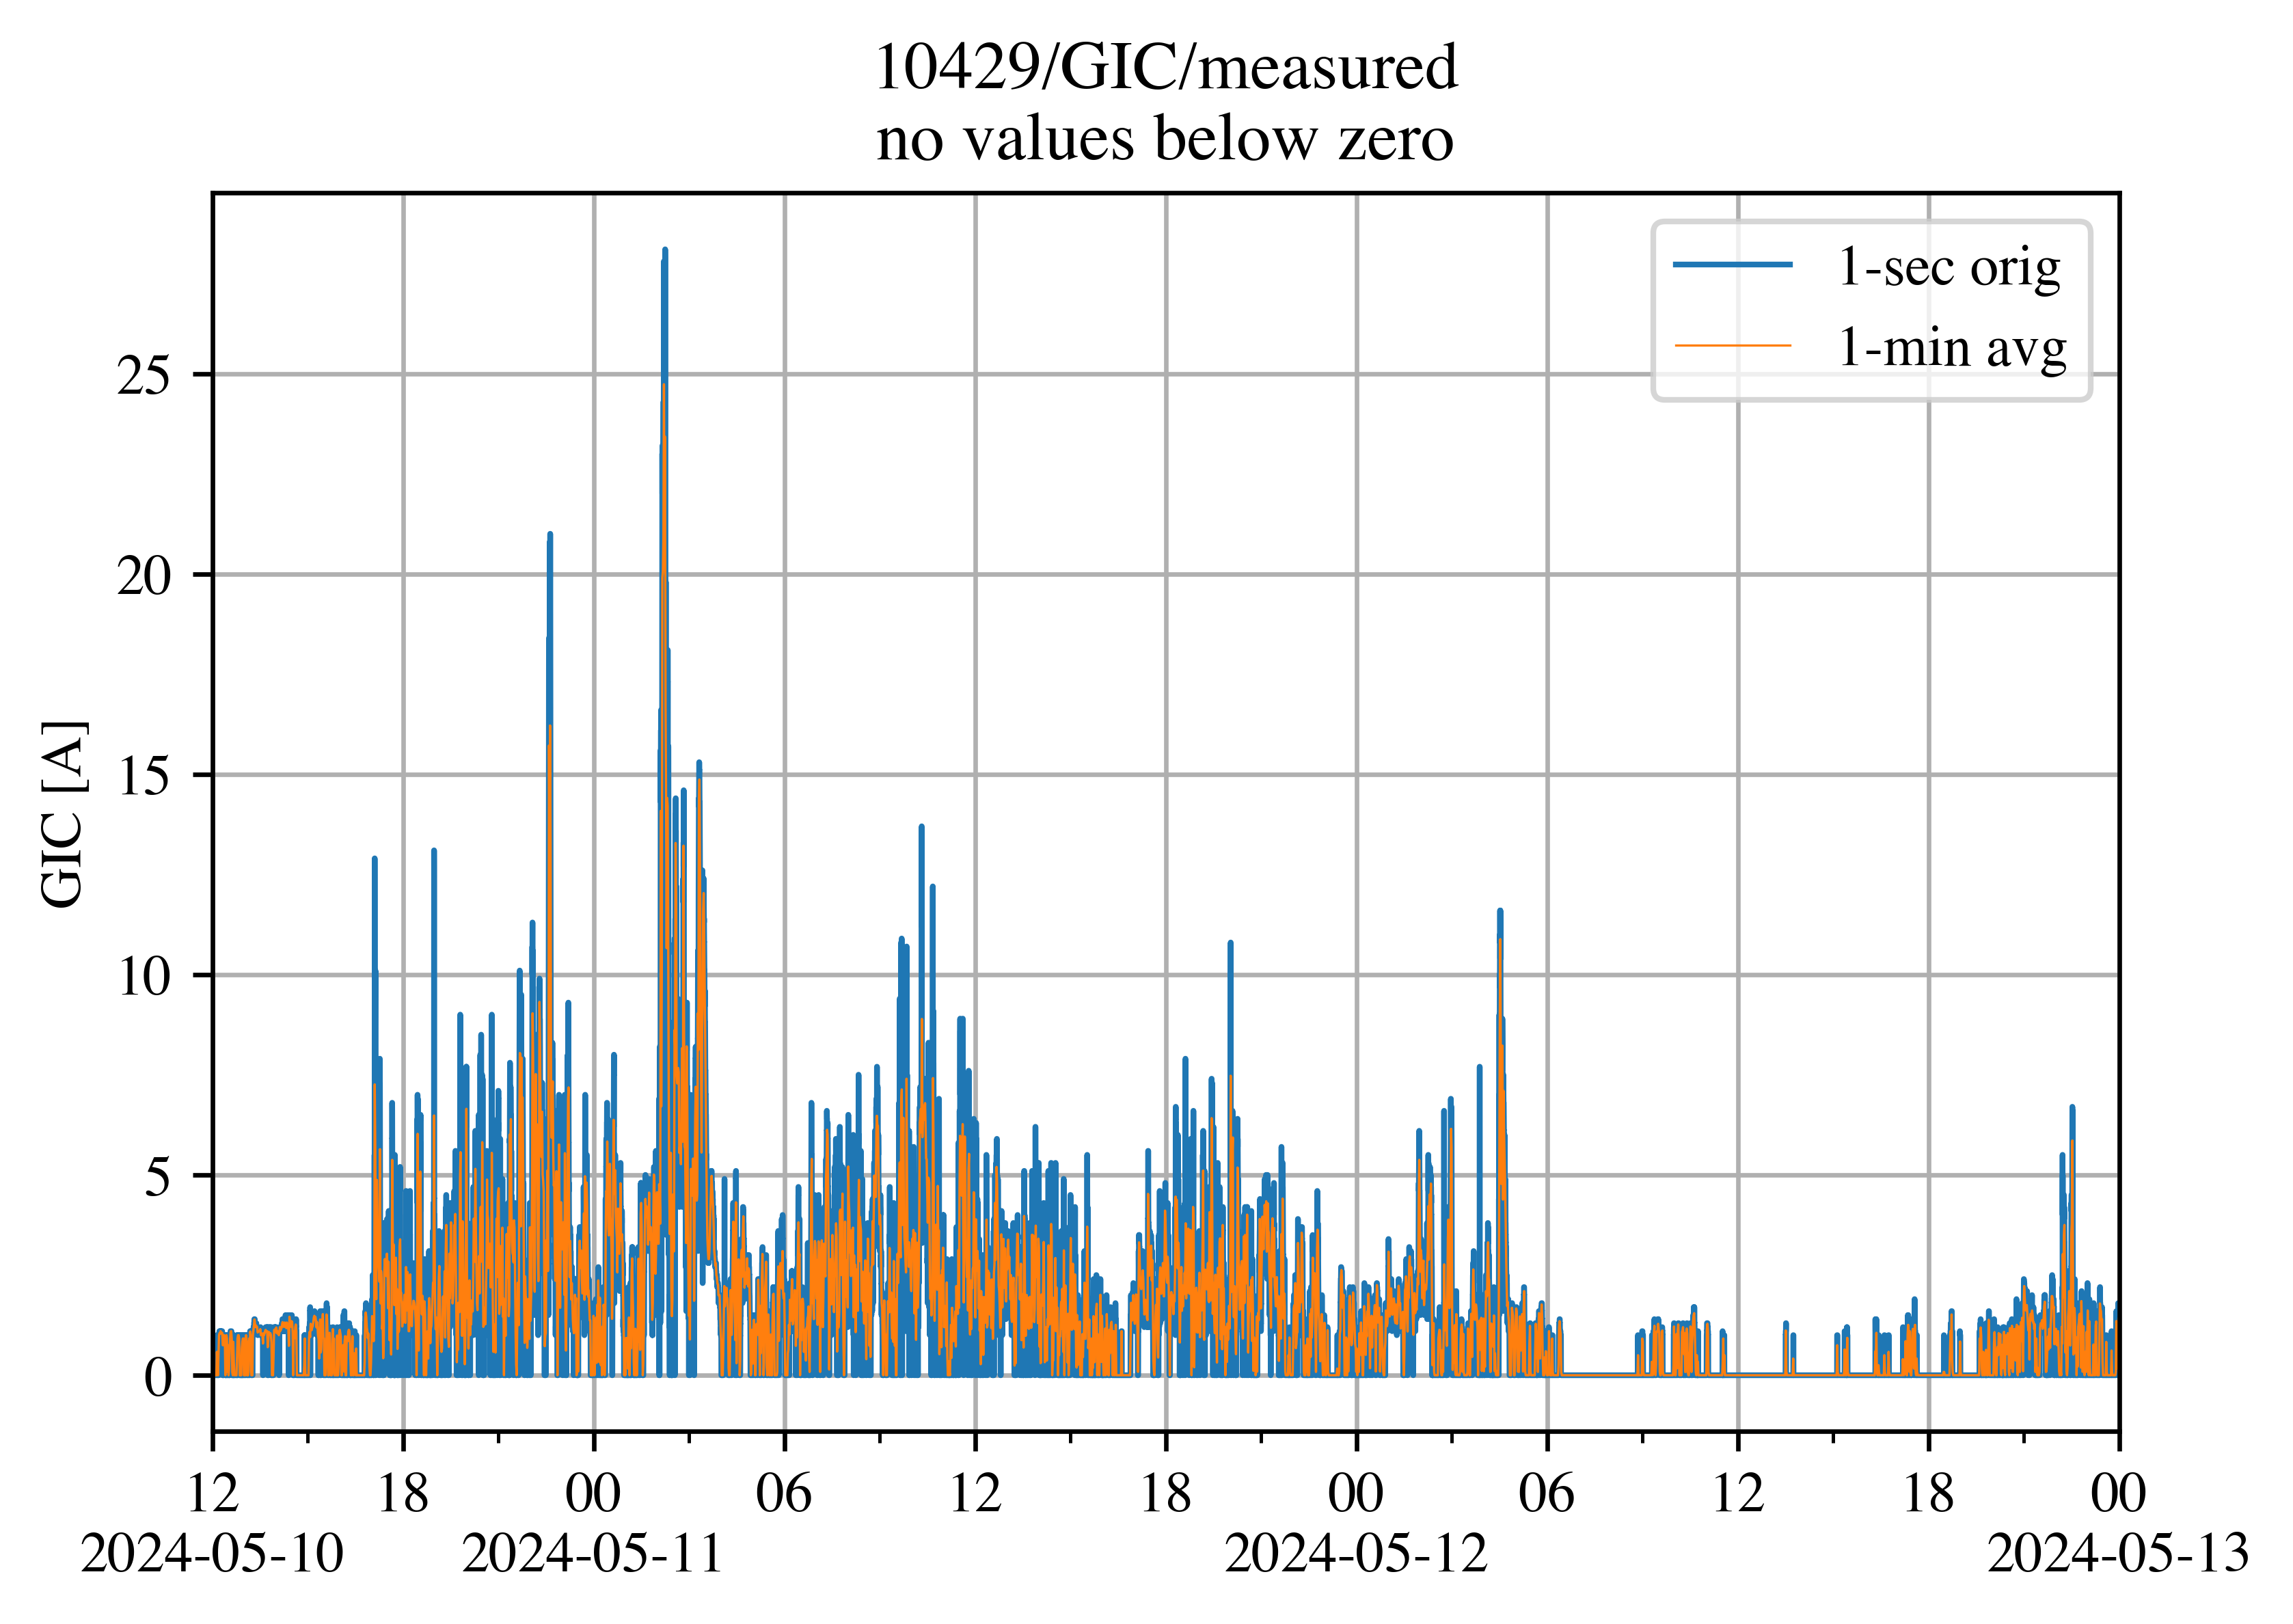 10429/GIC/measured
no values below zero
1-sec orig
1-min avg
GIC [A]
25
20
15
10
5
0
12 18 00 06 12 18 00 06 12 18 00
2024-05-10 2024-05-11 2024-05-12 2024-05-13